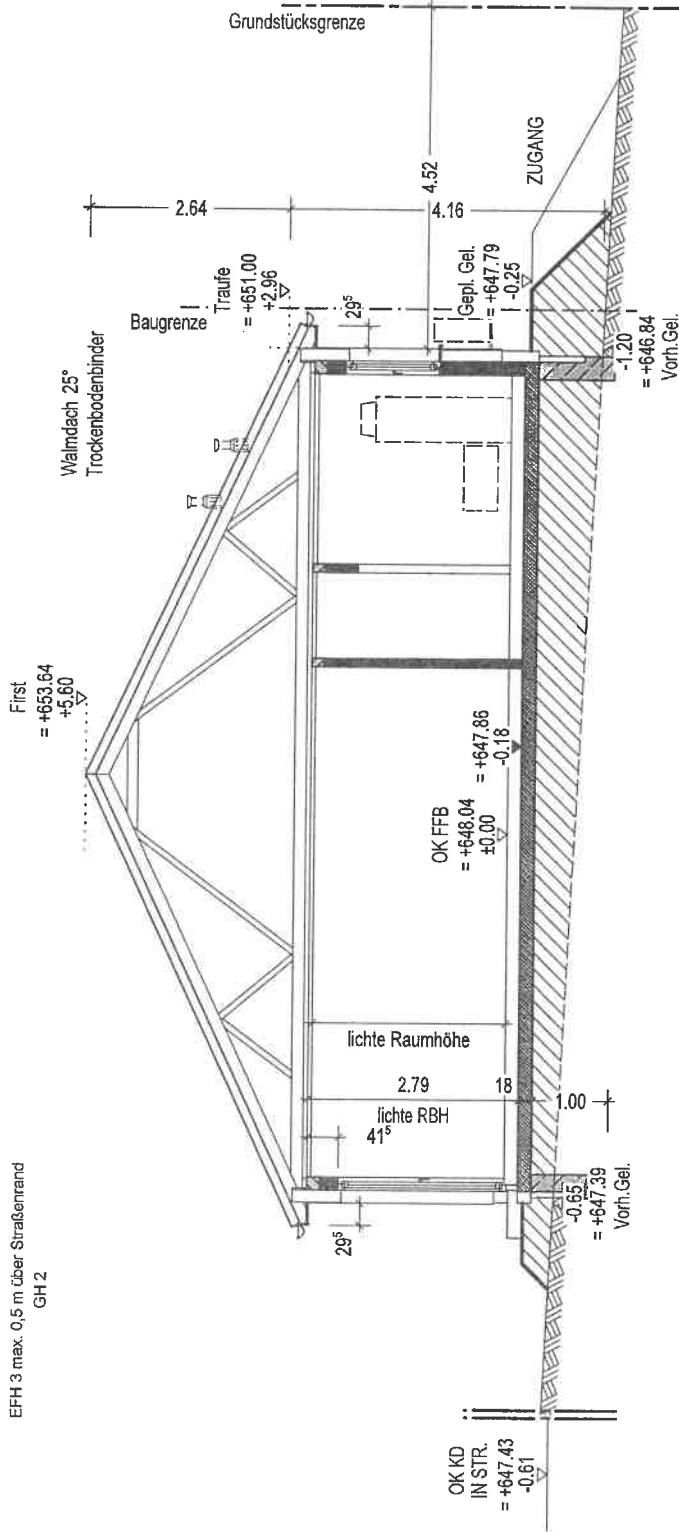 EFH 3 max. 0,5 m über Straßenrand
GH 2
First
= +653.64
+5.60
Walmdach 25°
Trockenbodenbinder
Baugrenze
Traufe
= +651.00
+2.96
Grundstücksgrenze
2.64
4.16
4.52
29⁵
29⁵
ZUGANG
Gepl. Gel.
= +647.79
-0.25
-1.20
= +646.84
Vorh.Gel.
OK FFB
= +648.04
±0.00
= +647.86
-0.18
lichte Raumhöhe
2.79
18
lichte RBH
41⁵
1.00
-0.65
= +647.39
Vorh.Gel.
OK KD
IN STR.
= +647.43
-0.61